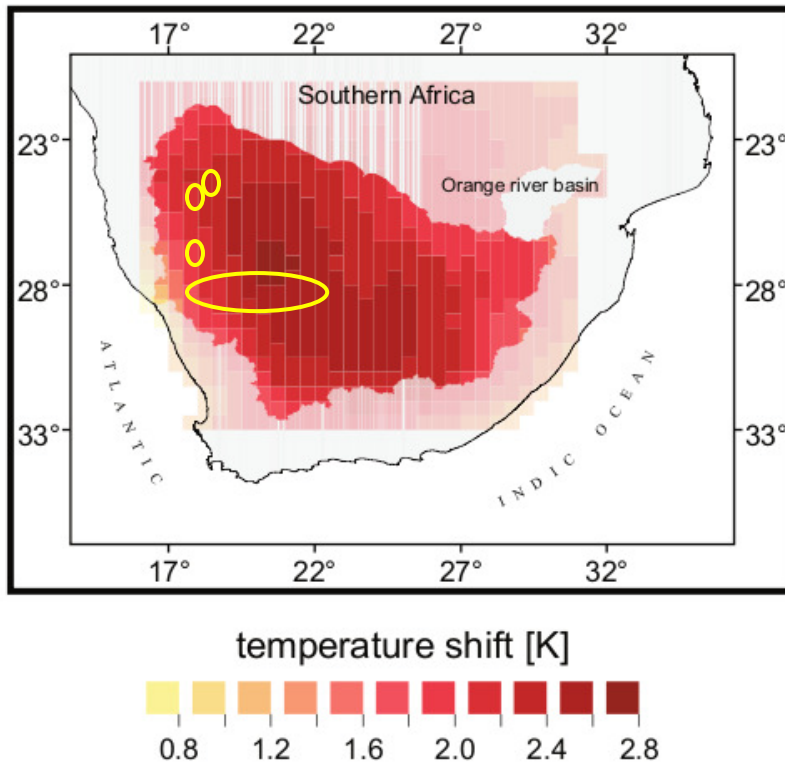 17° 22° 27° 32°
Southern Africa
23° 23°
Orange river basin
28° 28°
ATLANTIC
INDIC OCEAN
33° 33°
17° 22° 27° 32°
temperature shift [K]
0.8 1.2 1.6 2.0 2.4 2.8